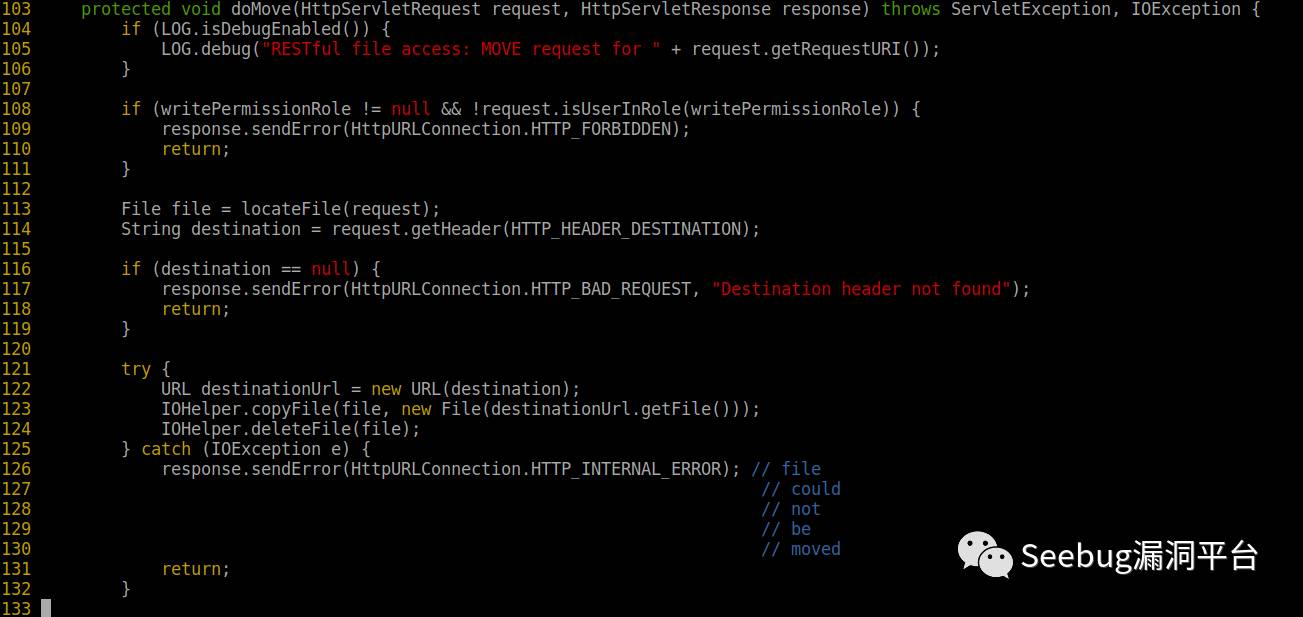 103     protected void doMove(HttpServletRequest request, HttpServletResponse response) throws ServletException, IOException {
104         if (LOG.isDebugEnabled()) {
105             LOG.debug("RESTful file access: MOVE request for " + request.getRequestURI());
106         }
107
108         if (writePermissionRole != null && !request.isUserInRole(writePermissionRole)) {
109             response.sendError(HttpURLConnection.HTTP_FORBIDDEN);
110             return;
111         }
112
113         File file = locateFile(request);
114         String destination = request.getHeader(HTTP_HEADER_DESTINATION);
115
116         if (destination == null) {
117             response.sendError(HttpURLConnection.HTTP_BAD_REQUEST, "Destination header not found");
118             return;
119         }
120
121         try {
122             URL destinationUrl = new URL(destination);
123             IOHelper.copyFile(file, new File(destinationUrl.getFile()));
124             IOHelper.deleteFile(file);
125         } catch (IOException e) {
126             response.sendError(HttpURLConnection.HTTP_INTERNAL_ERROR); // file
127                                                                         // could
128                                                                         // not
129                                                                         // be
130                                                                         // moved
131             return;
132         }
133
Seebug漏洞平台